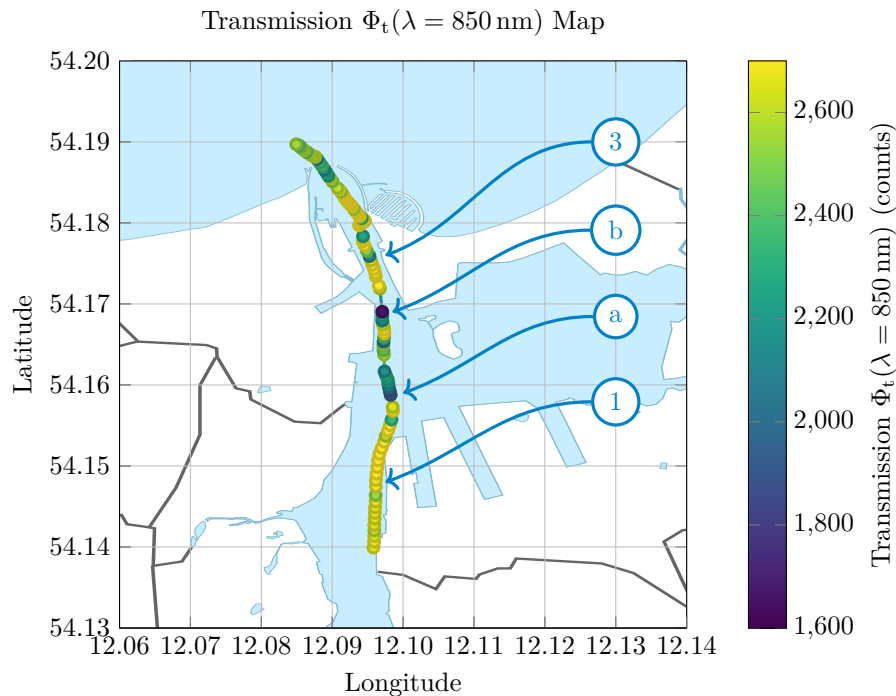 Transmission Φt(λ = 850 nm) Map
54.20
54.19
54.18
54.17
54.16
54.15
54.14
54.13
Latitude
12.06 12.07 12.08 12.09 12.10 12.11 12.12 12.13 12.14
Longitude
3
b
a
1
2,600
2,400
2,200
2,000
1,800
1,600
Transmission Φt(λ = 850 nm) (counts)